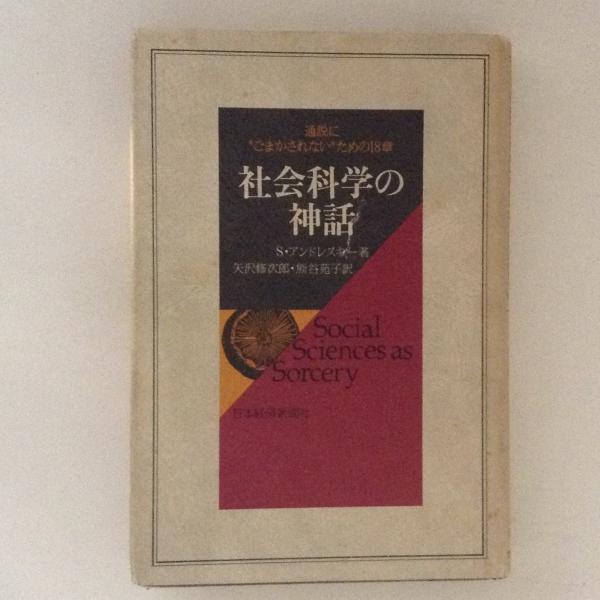 通説に
“ごまかされない”ための18章
社会科学の
神話
S・アンドレスキー著
矢沢修次郎・熊谷苑子訳
Social
Sciences as
Sorcery
日本経済新聞社